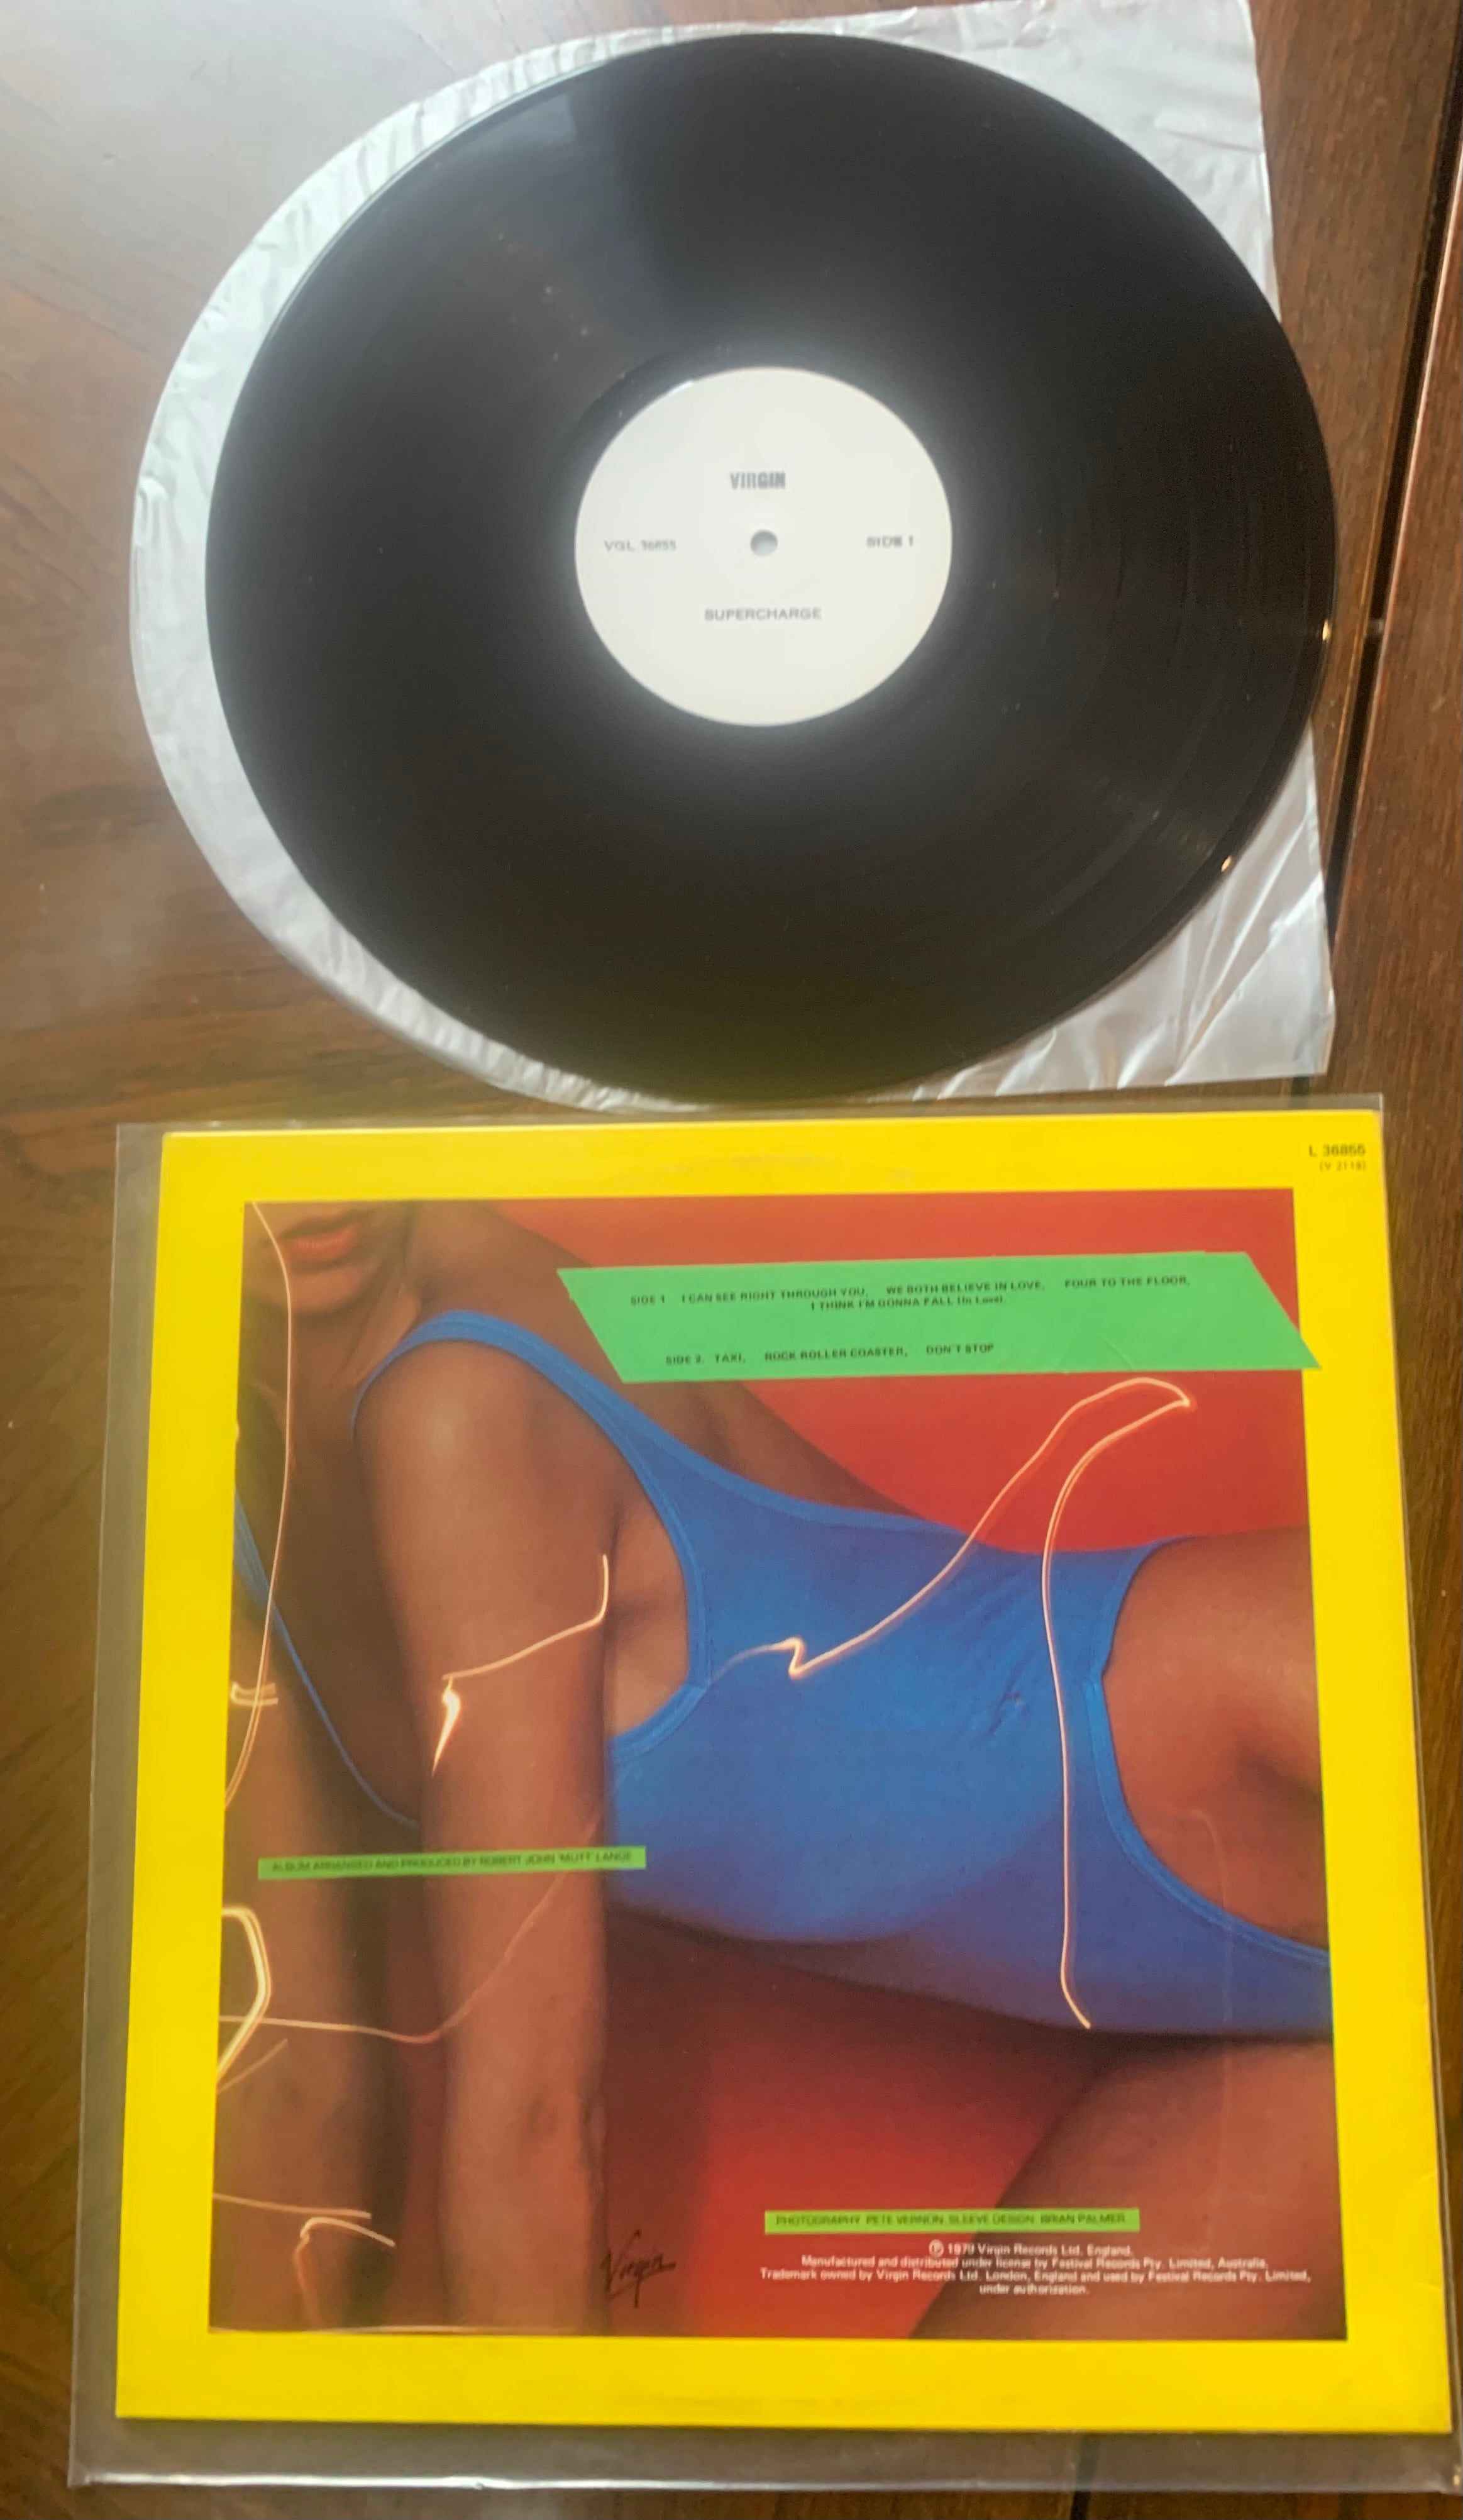 VIRGIN
VGL.36855 SIDE 1
SUPERCHARGE
L 36855
(V 2118)
SIDE 1 I CAN SEE RIGHT THROUGH YOU, WE BOTH BELIEVE IN LOVE, FOUR TO THE FLOOR,
I THINK I'M GONNA FALL (In Love).
SIDE 2. TAXI, ROCK ROLLER COASTER, DON'T STOP
ALBUM ARRANGED AND PRODUCED BY ROBERT JOHN 'MUTT' LANGE
PHOTOGRAPHY PETE VERNON SLEEVE DESIGN BRIAN PALMER
Virgin
℗ 1979 Virgin Records Ltd. England.
Manufactured and distributed under license by Festival Records Pty. Limited, Australia.
Trademark owned by Virgin Records Ltd. London, England and used by Festival Records Pty. Limited,
under authorization.